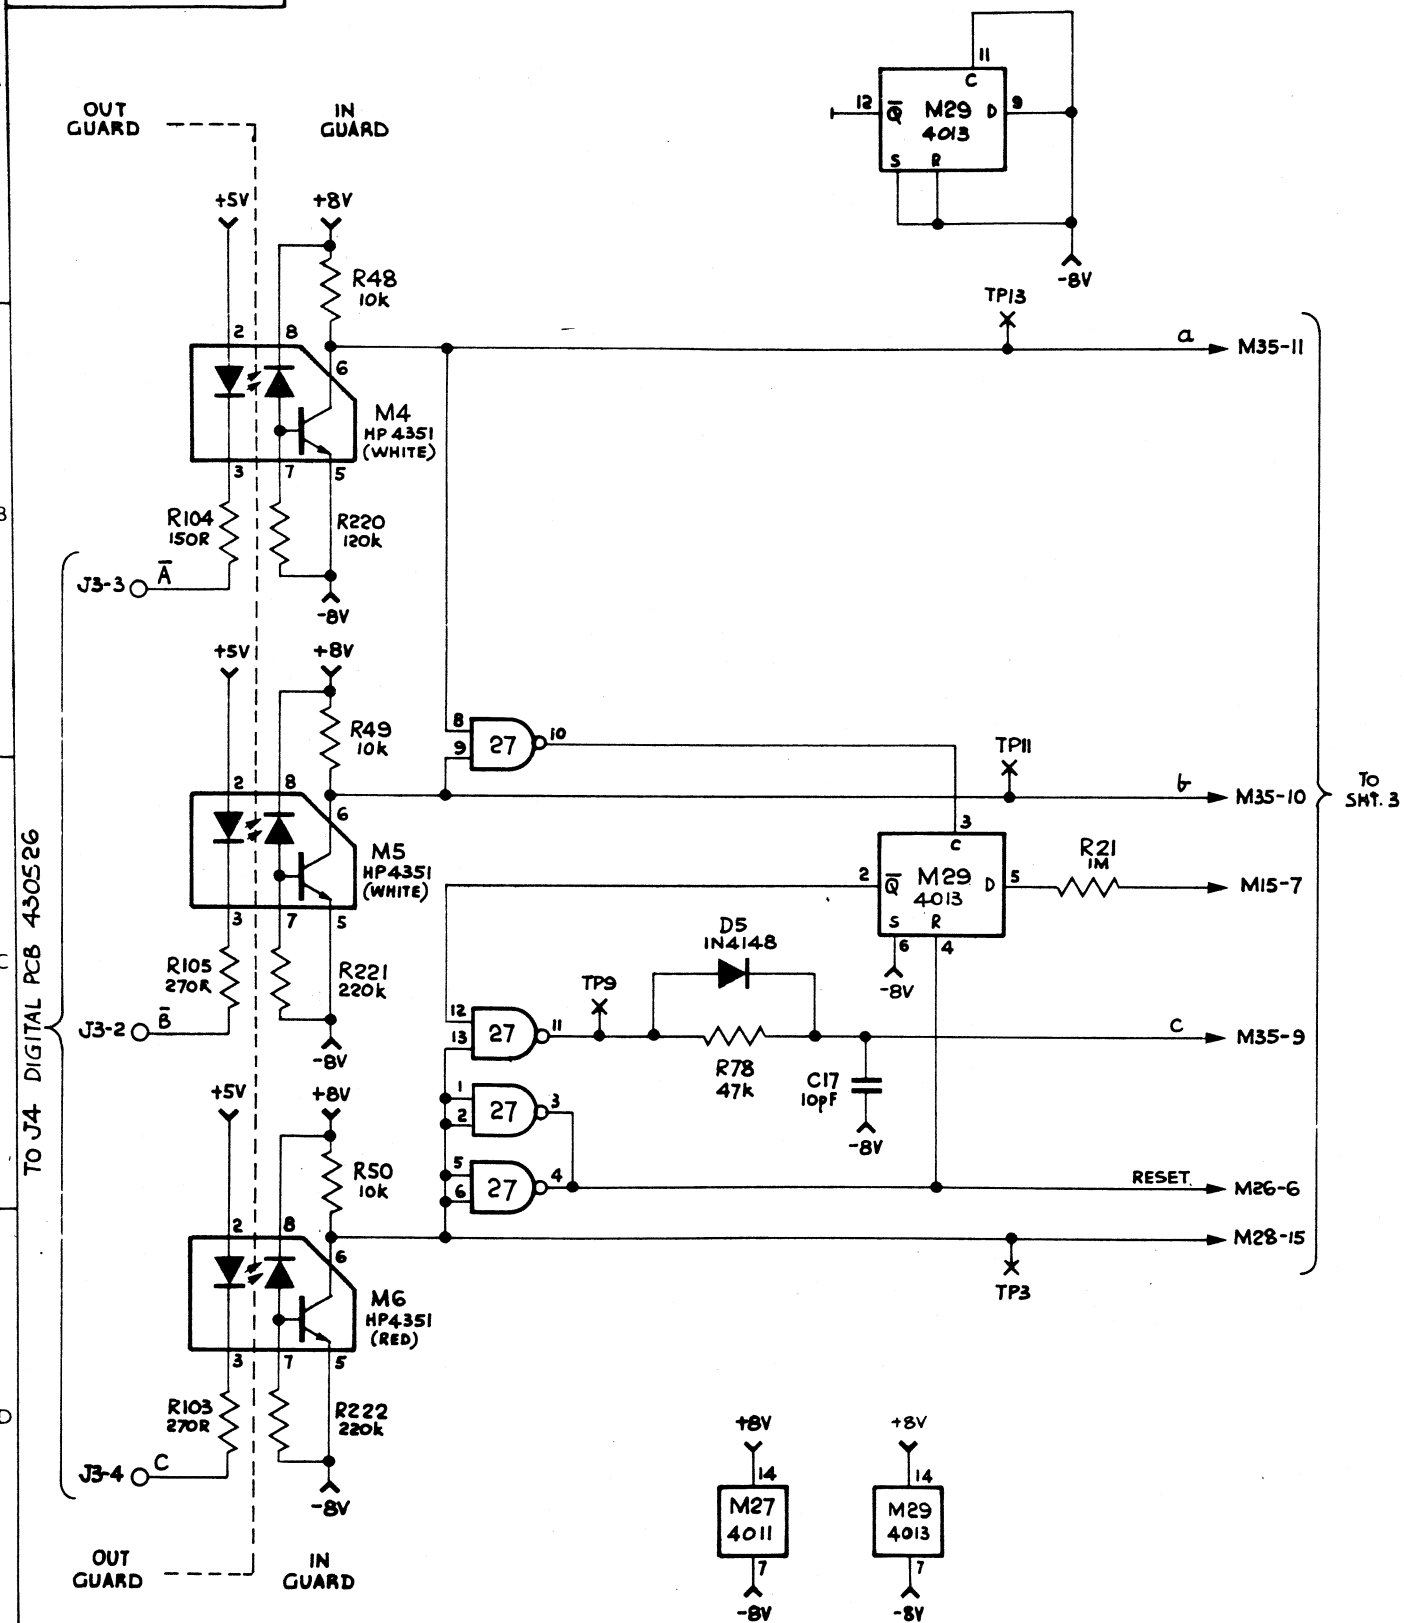 11
C
12 Q̅ M29 D 9
4013
S R
-8V
OUT
GUARD
IN
GUARD
+5V
+8V
R48
10k
TP13
2
8
a
M35-11
6
M4
HP 4351
(WHITE)
3
7
5
R104
150R
R220
120k
J3-3
A̅
-8V
B
+5V
+8V
R49
10k
8
9
27
10
TP11
2
8
b
M35-10
TO
SHT. 3
6
3
C
M5
HP4351
(WHITE)
2 Q̅ M29 D 5
4013
S R
6
4
-8V
R21
1M
M15-7
3
7
5
R105
270R
R221
220k
D5
1N4148
TP9
12
13
27
11
J3-2
B̅
-8V
C
M35-9
R78
47k
C17
10pF
-8V
TO J4 DIGITAL PCB 430526
C
+5V
+8V
1
2
27
3
R50
10k
5
6
27
4
RESET
M26-6
2
8
M28-15
6
TP3
M6
HP4351
(RED)
3
7
5
R103
270R
R222
220k
D
J3-4
C
-8V
+8V
14
M27
4011
7
-8V
+8V
14
M29
4013
7
-8V
OUT
GUARD
IN
GUARD